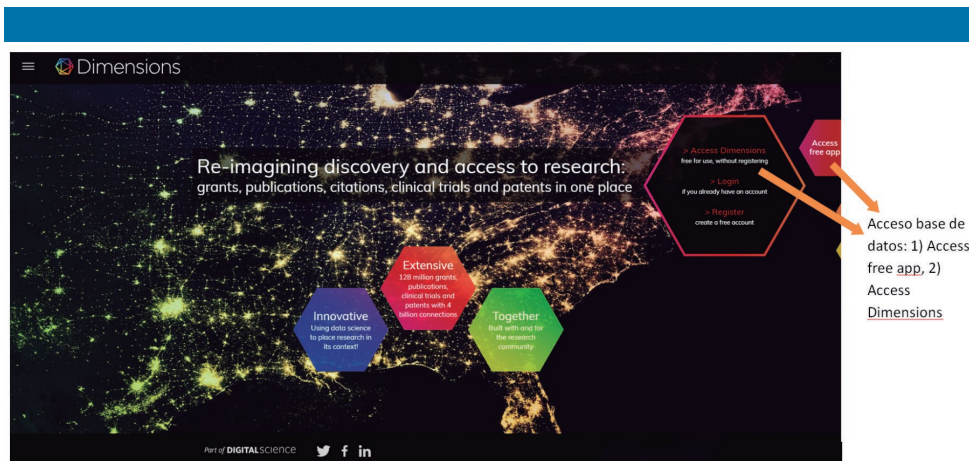 Dimensions
Re-imagining discovery and access to research:
grants, publications, citations, clinical trials and patents in one place
> Access Dimensions
free for use, without registering
> Login
if you already have an account
> Register
create a free account
Access
free app
Extensive
128 million grants,
publications,
clinical trials and
patents with 4
billion connections
Innovative
Using data science
to place research in
its context!
Together
Built with and for
the research
community
Part of DIGITALSCIENCE
Acceso base de
datos: 1) Access
free app, 2)
Access
Dimensions